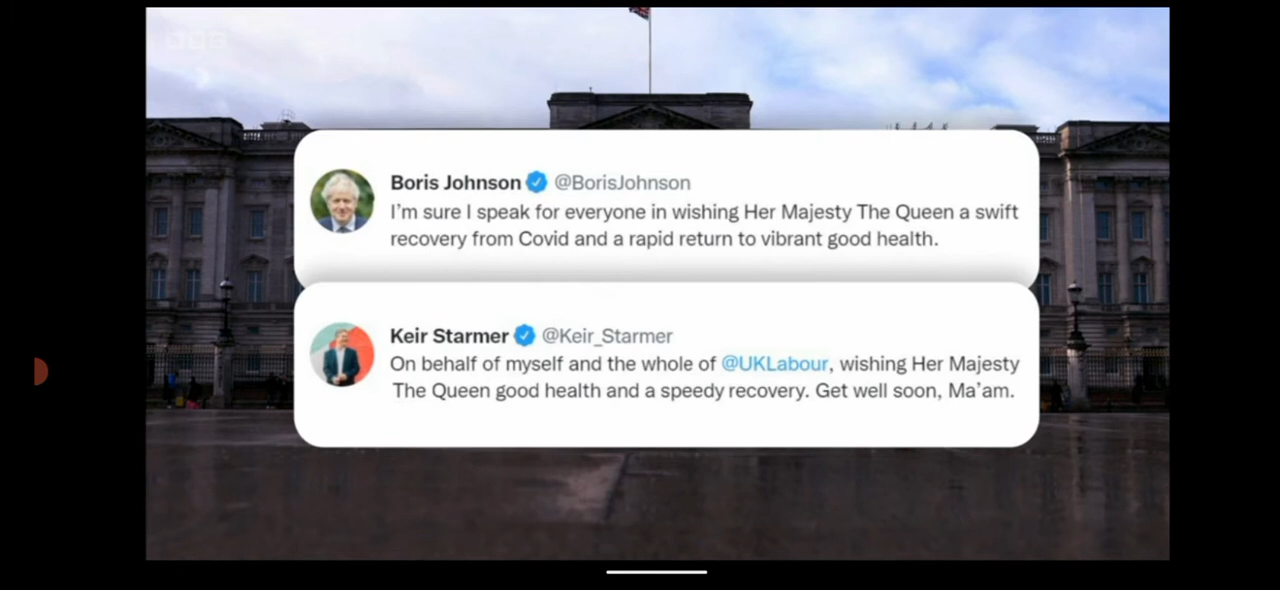 Boris Johnson @BorisJohnson
I'm sure I speak for everyone in wishing Her Majesty The Queen a swift
recovery from Covid and a rapid return to vibrant good health.
Keir Starmer @Keir_Starmer
On behalf of myself and the whole of @UKLabour, wishing Her Majesty
The Queen good health and a speedy recovery. Get well soon, Ma'am.